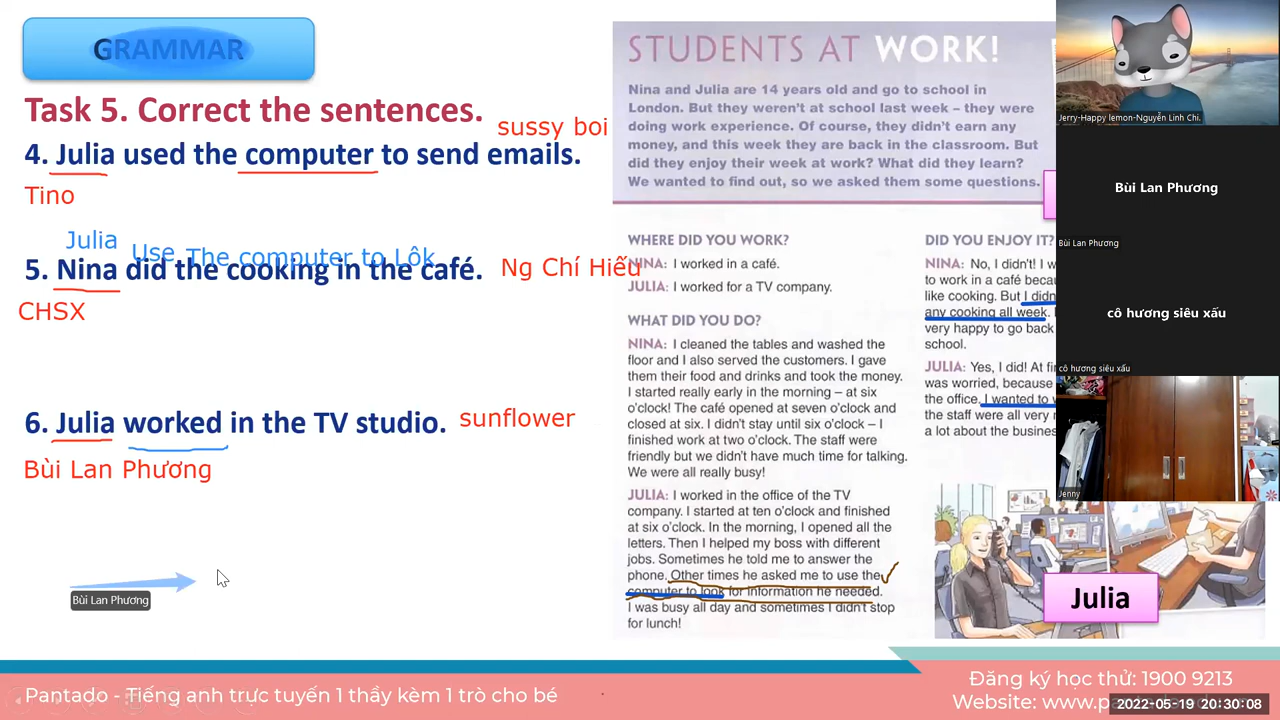 GRAMMAR
Task 5. Correct the sentences.
sussy boi
4. Julia used the computer to send emails.
Tino
Julia
Use The computer to Lôk
5. Nina did the cooking in the café.
Ng Chí Hiếu
CHSX
6. Julia worked in the TV studio.
sunflower
Bùi Lan Phương
Bùi Lan Phương
STUDENTS AT WORK!
Nina and Julia are 14 years old and go to school in
London. But they weren't at school last week – they were
doing work experience. Of course, they didn't earn any
money, and this week they are back in the classroom. But
did they enjoy their week at work? What did they learn?
We wanted to find out, so we asked them some questions.
WHERE DID YOU WORK?
NINA: I worked in a café.
JULIA: I worked for a TV company.
WHAT DID YOU DO?
NINA: I cleaned the tables and washed the
floor and I also served the customers. I gave
them their food and drinks and took the money.
I started really early in the morning – at six
o'clock! The café opened at seven o'clock and
closed at six. I didn't stay until six o'clock – I
finished work at two o'clock. The staff were
friendly but we didn't have much time for talking.
We were all really busy!
JULIA: I worked in the office of the TV
company. I started at ten o'clock and finished
at six o'clock. In the morning, I opened all the
letters. Then I helped my boss with different
jobs. Sometimes he told me to answer the
phone. Other times he asked me to use the
computer to look for information he needed.
I was busy all day and sometimes I didn't stop
for lunch!
DID YOU ENJOY IT?
NINA: No, I didn't! I w
to work in a café becau
like cooking. But I didn
any cooking all week.
very happy to go back
school.
JULIA: Yes, I did! At fi
was worried, because
the office. I wanted to
the staff were all very
a lot about the busines
Julia
Jerry-Happy lemon-Nguyễn Linh Chi.
Bùi Lan Phương
Bùi Lan Phương
cô hương siêu xấu
cô hương siêu xấu
Jenny
Pantado - Tiếng anh trực tuyến 1 thầy kèm 1 trò cho bé
Đăng ký học thử: 1900 9213
Website: www.pantado
2022-05-19 20:30:08